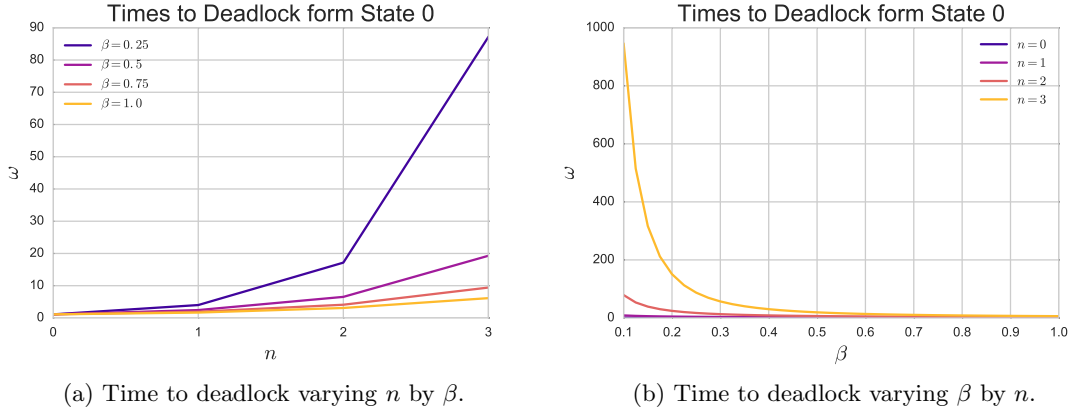 Times to Deadlock form State 0
90
80
70
60
50
40
30
20
10
0
ω
β = 0.25
β = 0.5
β = 0.75
β = 1.0
0 1 2 3
n
(a) Time to deadlock varying n by β.
Times to Deadlock form State 0
1000
800
600
400
200
0
ω
n = 0
n = 1
n = 2
n = 3
0.1 0.2 0.3 0.4 0.5 0.6 0.7 0.8 0.9 1.0
β
(b) Time to deadlock varying β by n.